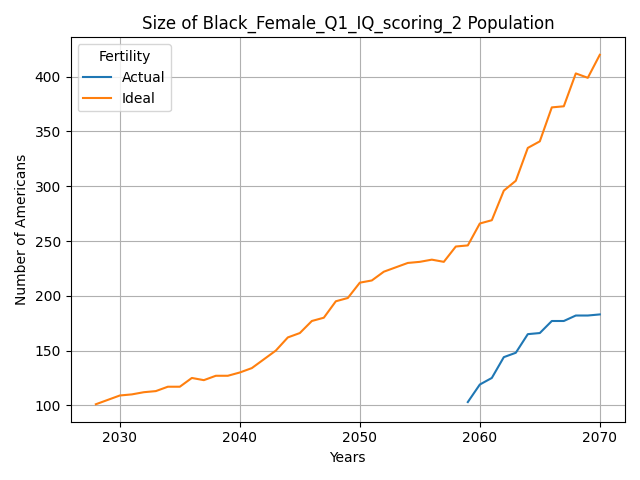 Size of Black_Female_Q1_IQ_scoring_2 Population
Fertility
Actual
Ideal
Number of Americans
400
350
300
250
200
150
100
2030
2040
2050
2060
2070
Years